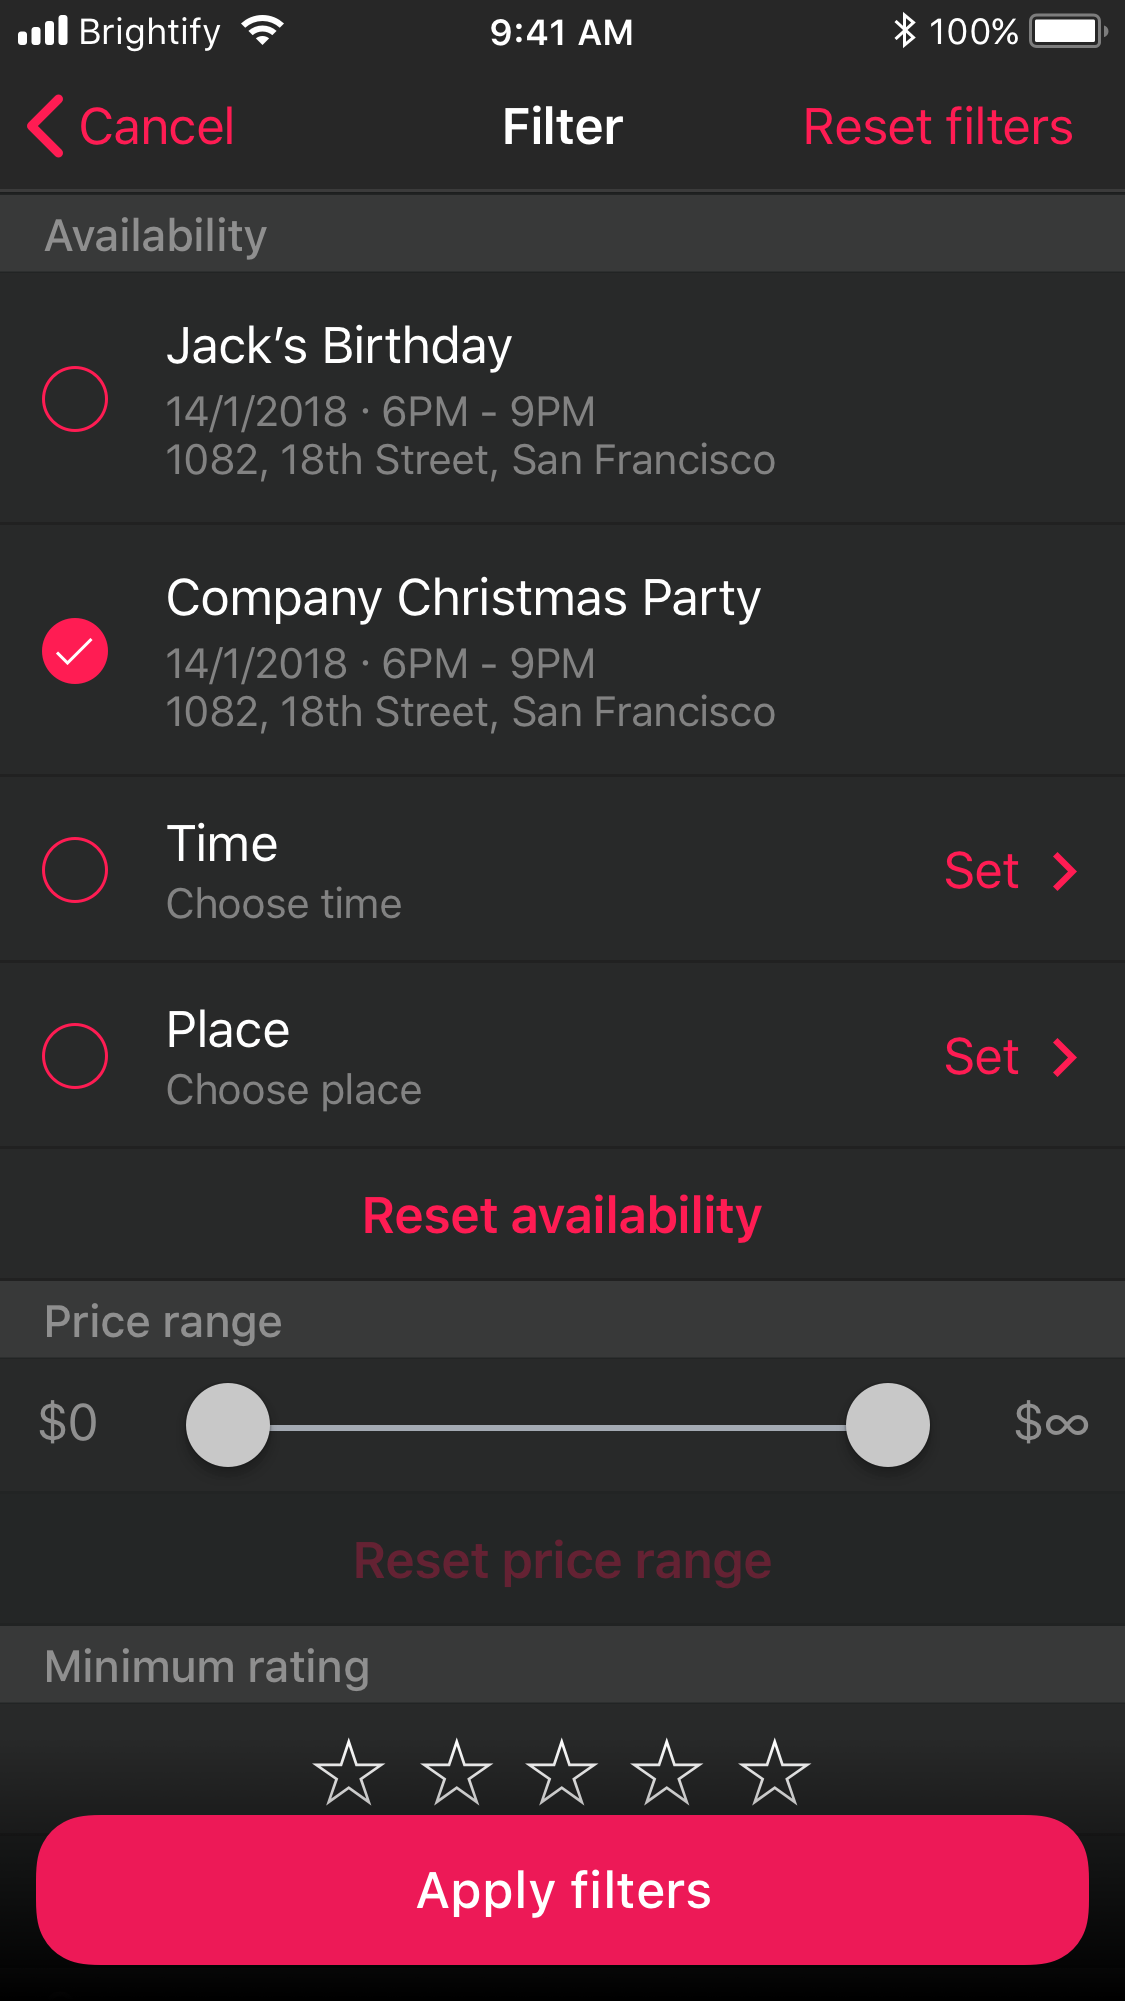 Brightify 9:41 AM 100%
Cancel Filter Reset filters
Availability
Jack’s Birthday
14/1/2018 · 6PM - 9PM
1082, 18th Street, San Francisco
Company Christmas Party
14/1/2018 · 6PM - 9PM
1082, 18th Street, San Francisco
Time
Choose time
Set
Place
Choose place
Set
Reset availability
Price range
$0 $∞
Reset price range
Minimum rating
Apply filters